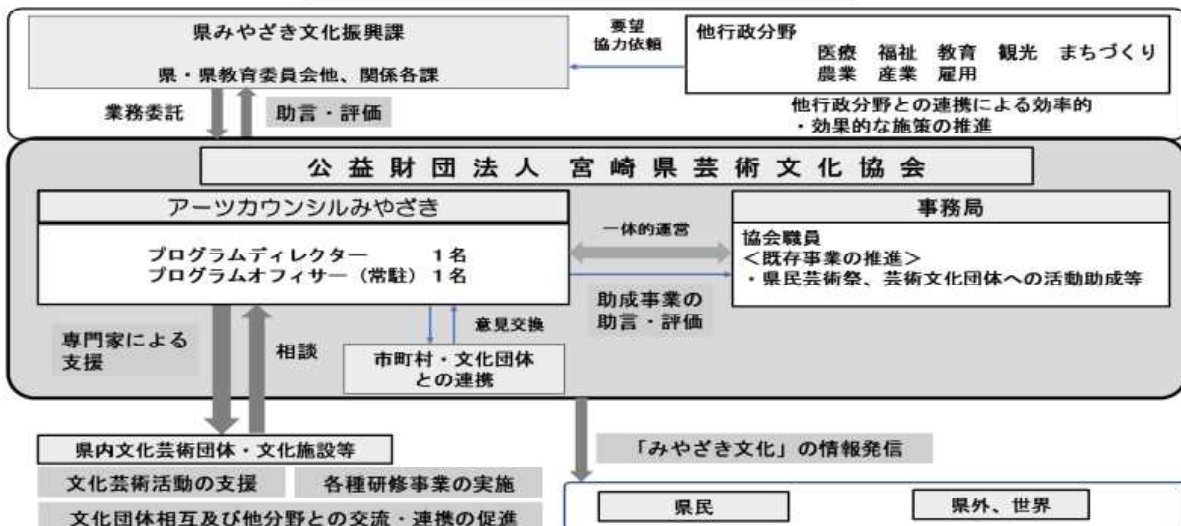 県みやざき文化振興課
県・県教育委員会他、関係各課
要望
協力依頼
他行政分野
医療 福祉 教育 観光 まちづくり
農業 産業 雇用
他行政分野との連携による効率的
・効果的な施策の推進
業務委託
助言・評価
公益財団法人 宮崎県芸術文化協会
アーツカウンシルみやざき
プログラムディレクター 1名
プログラムオフィサー（常駐）1名
一体的運営
事務局
協会職員
＜既存事業の推進＞
・県民芸術祭、芸術文化団体への活動助成等
助成事業の
助言・評価
意見交換
市町村・文化団体
との連携
専門家による
支援
相談
県内文化芸術団体・文化施設等
文化芸術活動の支援
各種研修事業の実施
文化団体相互及び他分野との交流・連携の促進
「みやざき文化」の情報発信
県民
県外、世界